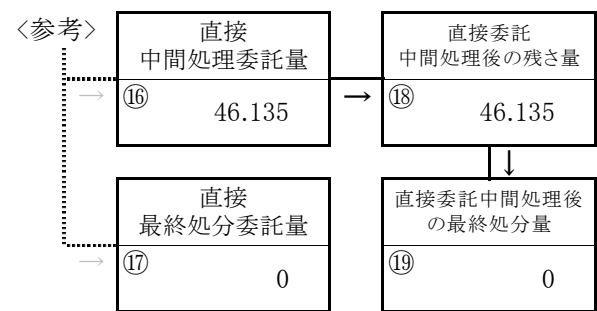 〈参考〉
直接
中間処理委託量
→
⑯
46.135
→
直接委託
中間処理後の残さ量
⑱
46.135
↓
直接
最終処分委託量
→
⑰
0
直接委託中間処理後
の最終処分量
⑲
0